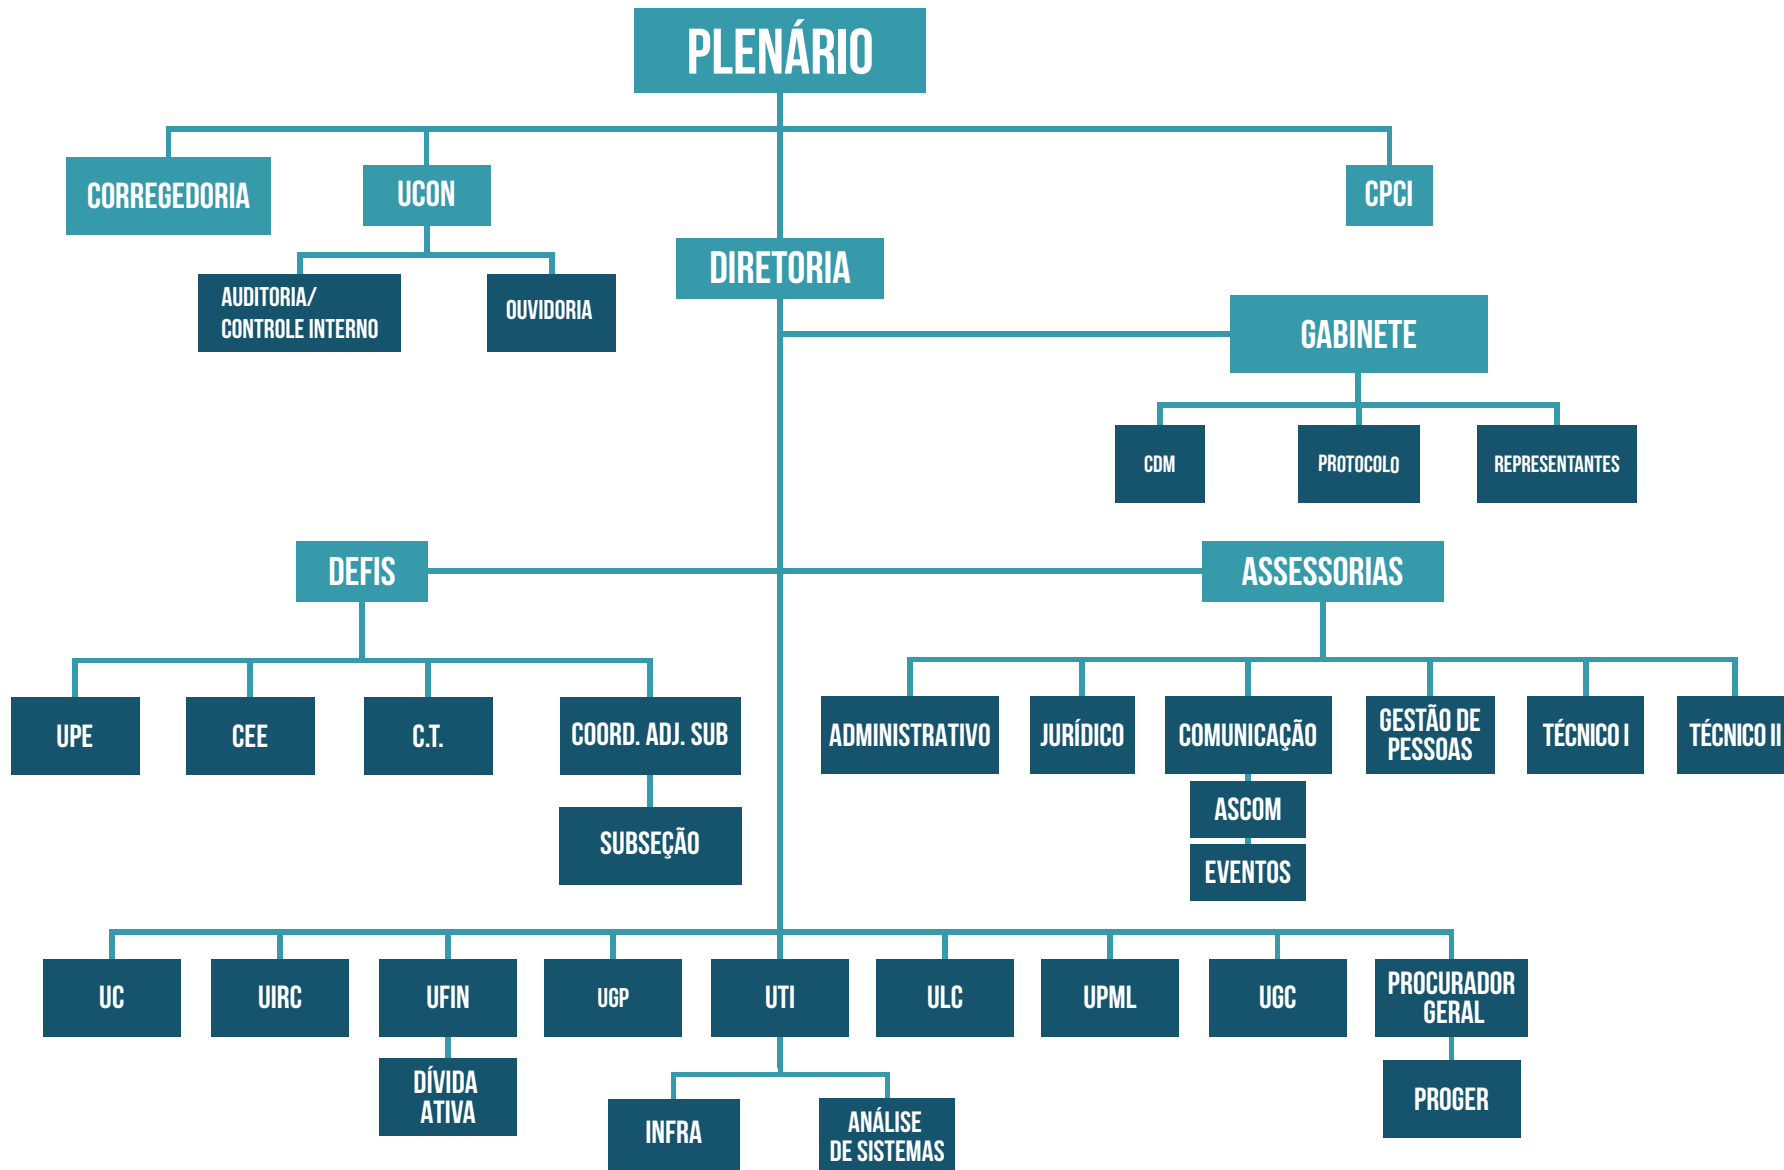 PLENÁRIO
CORREGEDORIA
UCON
CPCI
AUDITORIA/
CONTROLE INTERNO
OUVIDORIA
DIRETORIA
GABINETE
CDM
PROTOCOLO
REPRESENTANTES
DEFIS
ASSESSORIAS
UPE
CEE
C.T.
COORD. ADJ. SUB
SUBSEÇÃO
ADMINISTRATIVO
JURÍDICO
COMUNICAÇÃO
GESTÃO DE
PESSOAS
TÉCNICO I
TÉCNICO II
ASCOM
EVENTOS
UC
UIRC
UFIN
UGP
UTI
ULC
UPML
UGC
PROCURADOR
GERAL
DÍVIDA
ATIVA
INFRA
ANÁLISE
DE SISTEMAS
PROGER